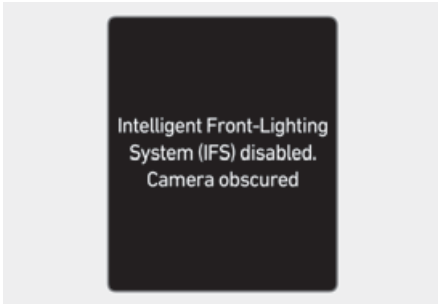 Intelligent Front-Lighting
System (IFS) disabled.
Camera obscured